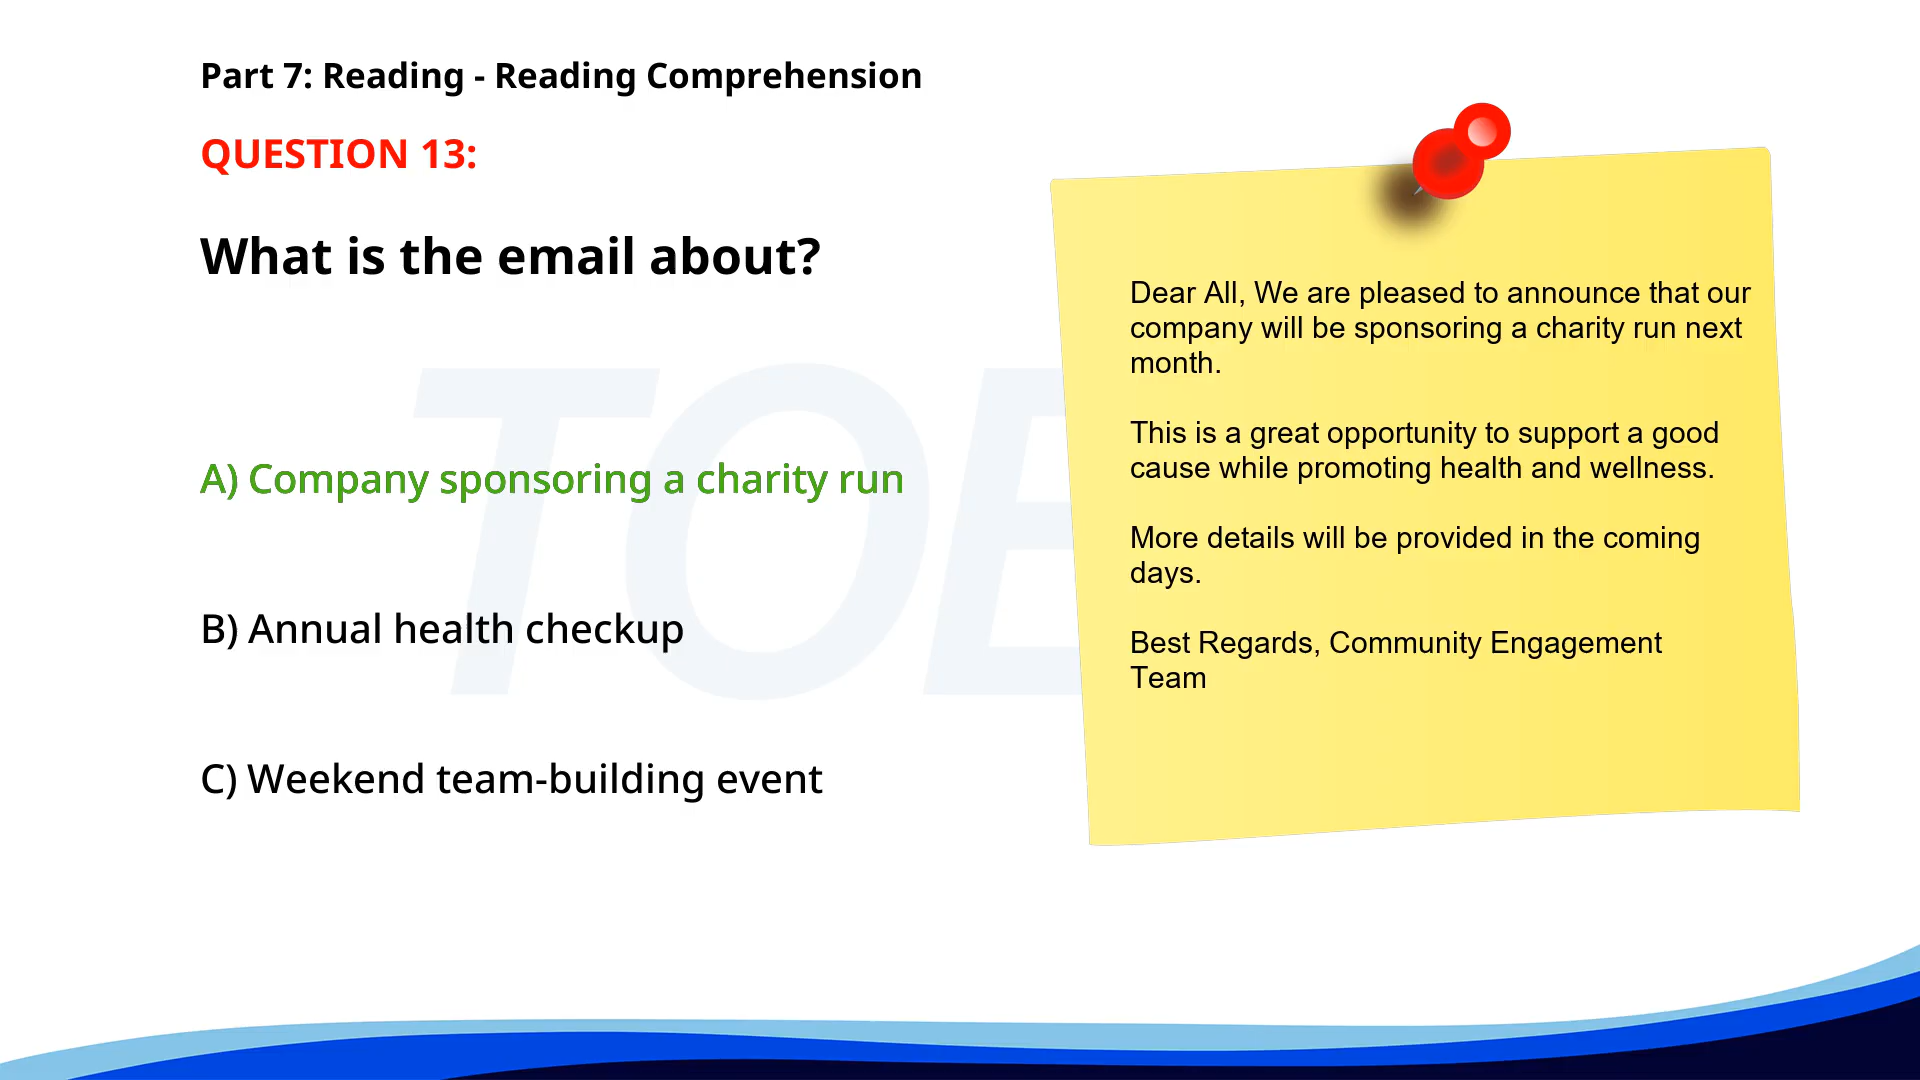 Part 7: Reading - Reading Comprehension
QUESTION 13:
What is the email about?
A) Company sponsoring a charity run
B) Annual health checkup
C) Weekend team-building event
Dear All, We are pleased to announce that our
company will be sponsoring a charity run next
month.
This is a great opportunity to support a good
cause while promoting health and wellness.
More details will be provided in the coming
days.
Best Regards, Community Engagement
Team
TOE